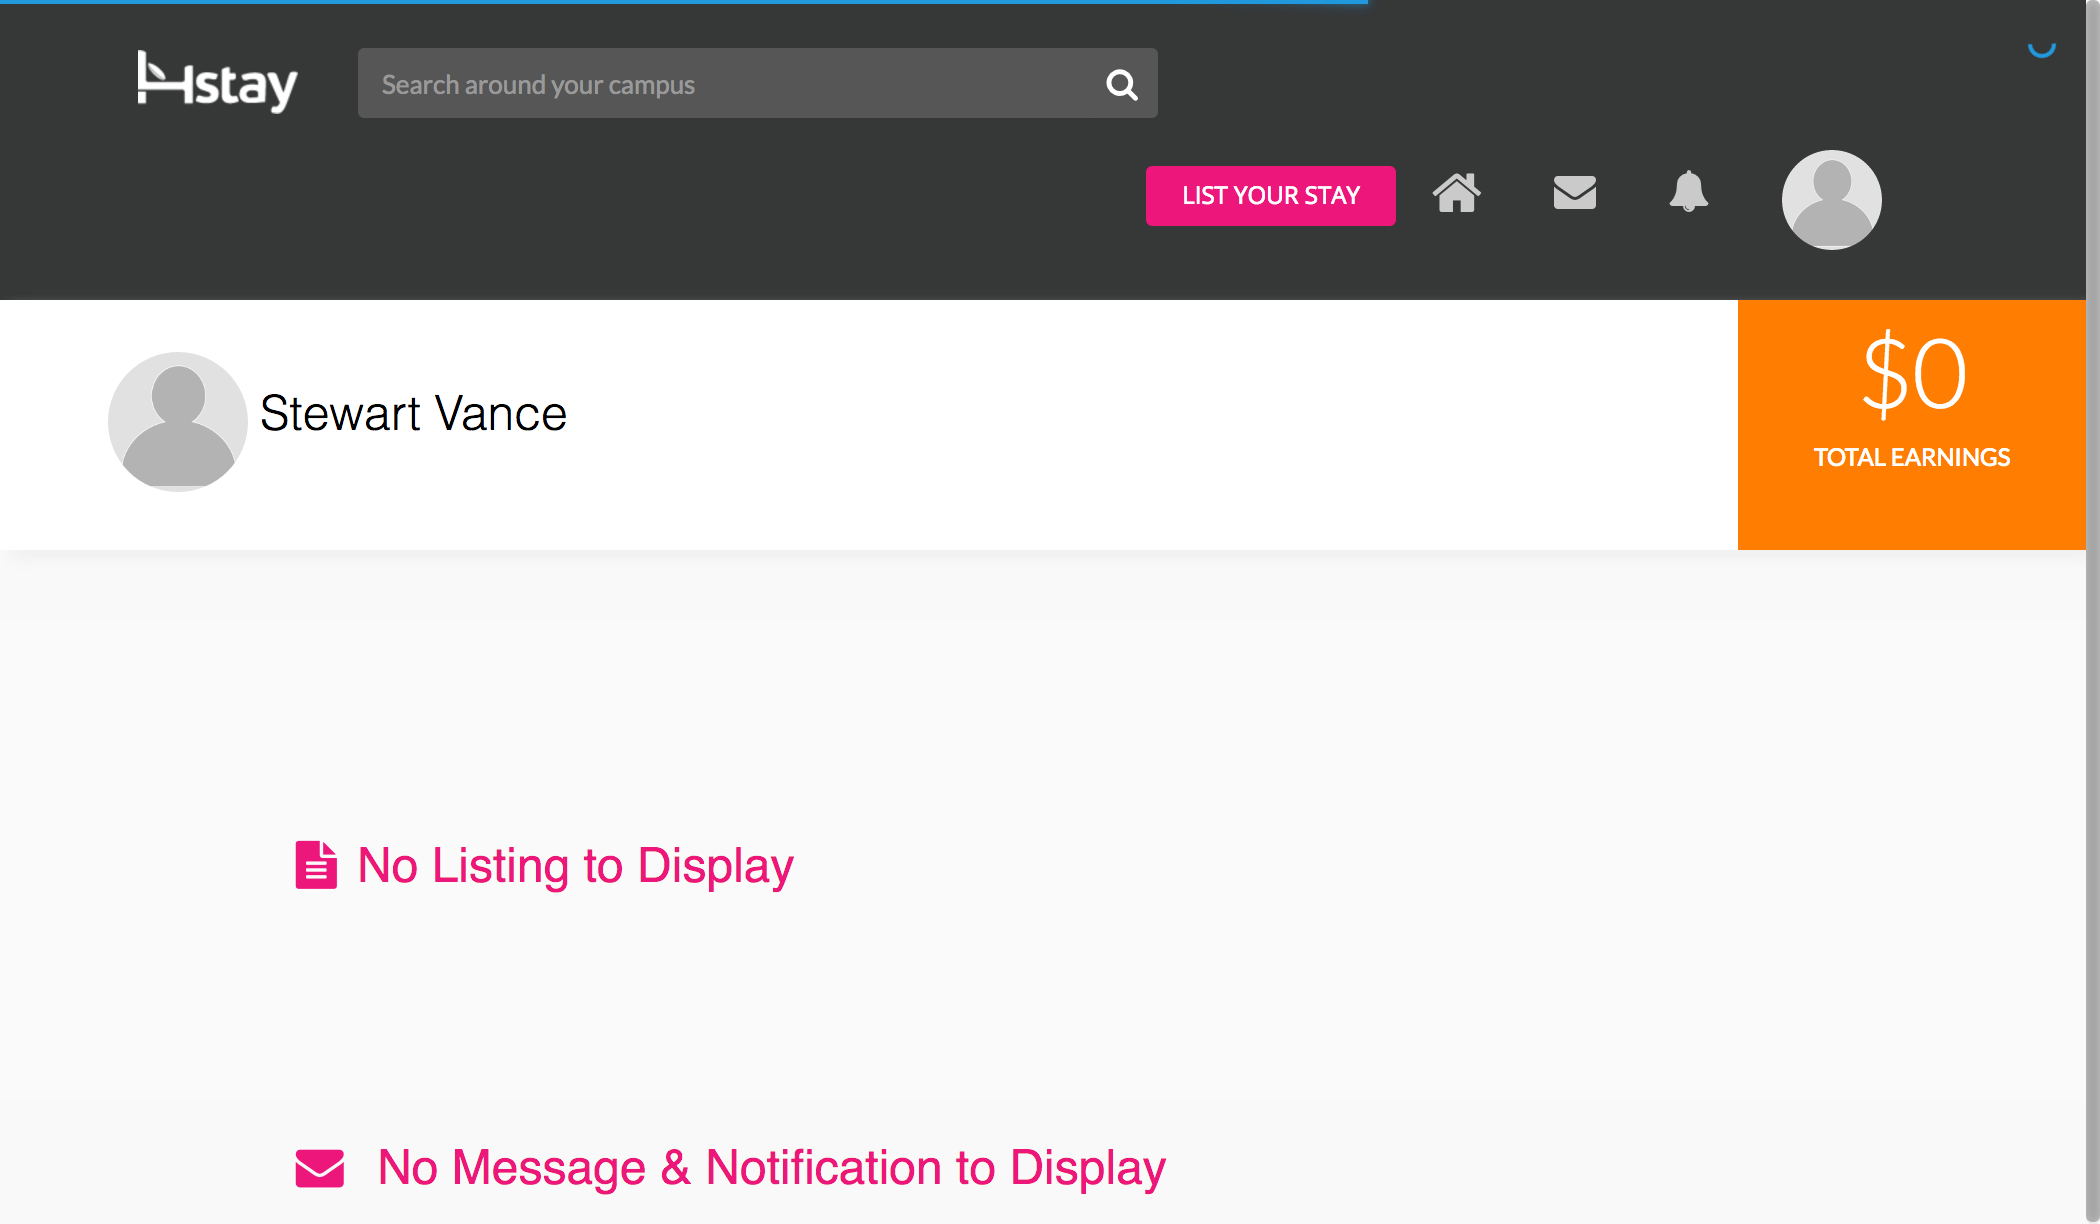 Hstay
Search around your campus
LIST YOUR STAY
Stewart Vance
$0
TOTAL EARNINGS
No Listing to Display
No Message & Notification to Display